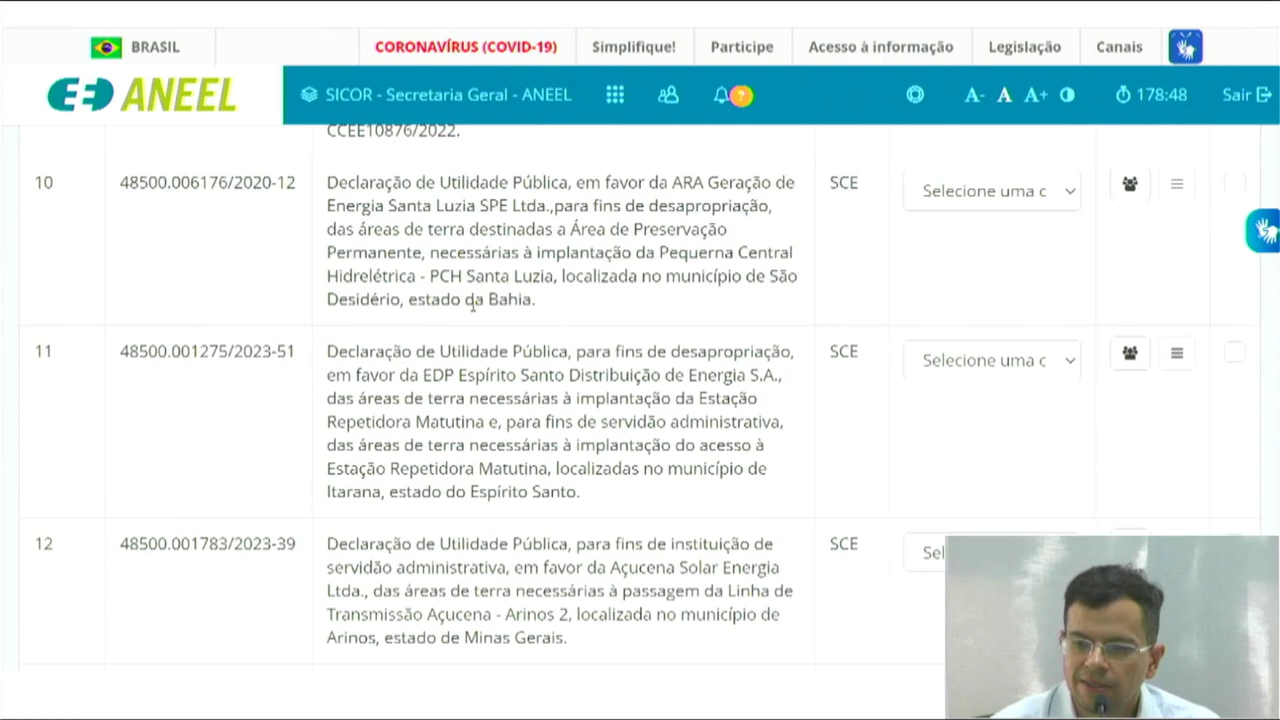 BRASIL
CORONAVÍRUS (COVID-19)
Simplifique!
Participe
Acesso à informação
Legislação
Canais
ANEEL
SICOR - Secretaria Geral - ANEEL
?
A-
A
A+
178:48
Sair
CCEE10876/2022.
10
48500.006176/2020-12
Declaração de Utilidade Pública, em favor da ARA Geração de
Energia Santa Luzia SPE Ltda.,para fins de desapropriação,
das áreas de terra destinadas a Área de Preservação
Permanente, necessárias à implantação da Pequerna Central
Hidrelétrica - PCH Santa Luzia, localizada no município de São
Desidério, estado da Bahia.
SCE
Selecione uma c
11
48500.001275/2023-51
Declaração de Utilidade Pública, para fins de desapropriação,
em favor da EDP Espírito Santo Distribuição de Energia S.A.,
das áreas de terra necessárias à implantação da Estação
Repetidora Matutina e, para fins de servidão administrativa,
das áreas de terra necessárias à implantação do acesso à
Estação Repetidora Matutina, localizadas no município de
Itarana, estado do Espírito Santo.
SCE
Selecione uma c
12
48500.001783/2023-39
Declaração de Utilidade Pública, para fins de instituição de
servidão administrativa, em favor da Açucena Solar Energia
Ltda., das áreas de terra necessárias à passagem da Linha de
Transmissão Açucena - Arinos 2, localizada no município de
Arinos, estado de Minas Gerais.
SCE
Sel